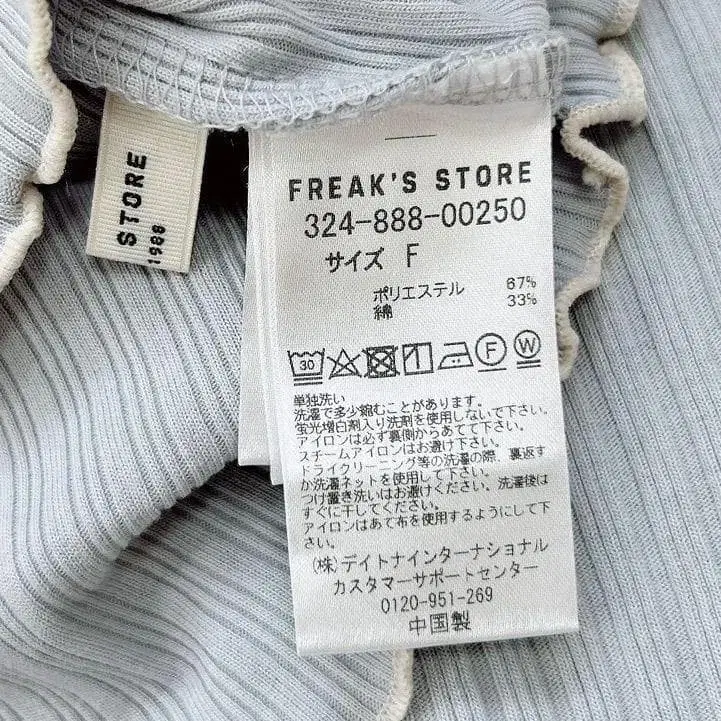 STORE
1986
FREAK'S STORE
324-888-00250
サイズ F
ポリエステル 67%
綿 33%
30 F W
単独洗い
洗濯で多少縮むことがあります。
蛍光増白剤入り洗剤を使用しないで下さい。
アイロンは必ず裏側からあてて下さい。
スチームアイロンはお避け下さい。
ドライクリーニング等の洗濯の際、裏返す
か洗濯ネットを使用して下さい。
つけ置き洗いはお避けください。洗濯後は
すぐに干してください。
アイロンはあて布を使用するようにして下
さい。
(株)デイトナインターナショナル
カスタマーサポートセンター
0120-951-269
中国製